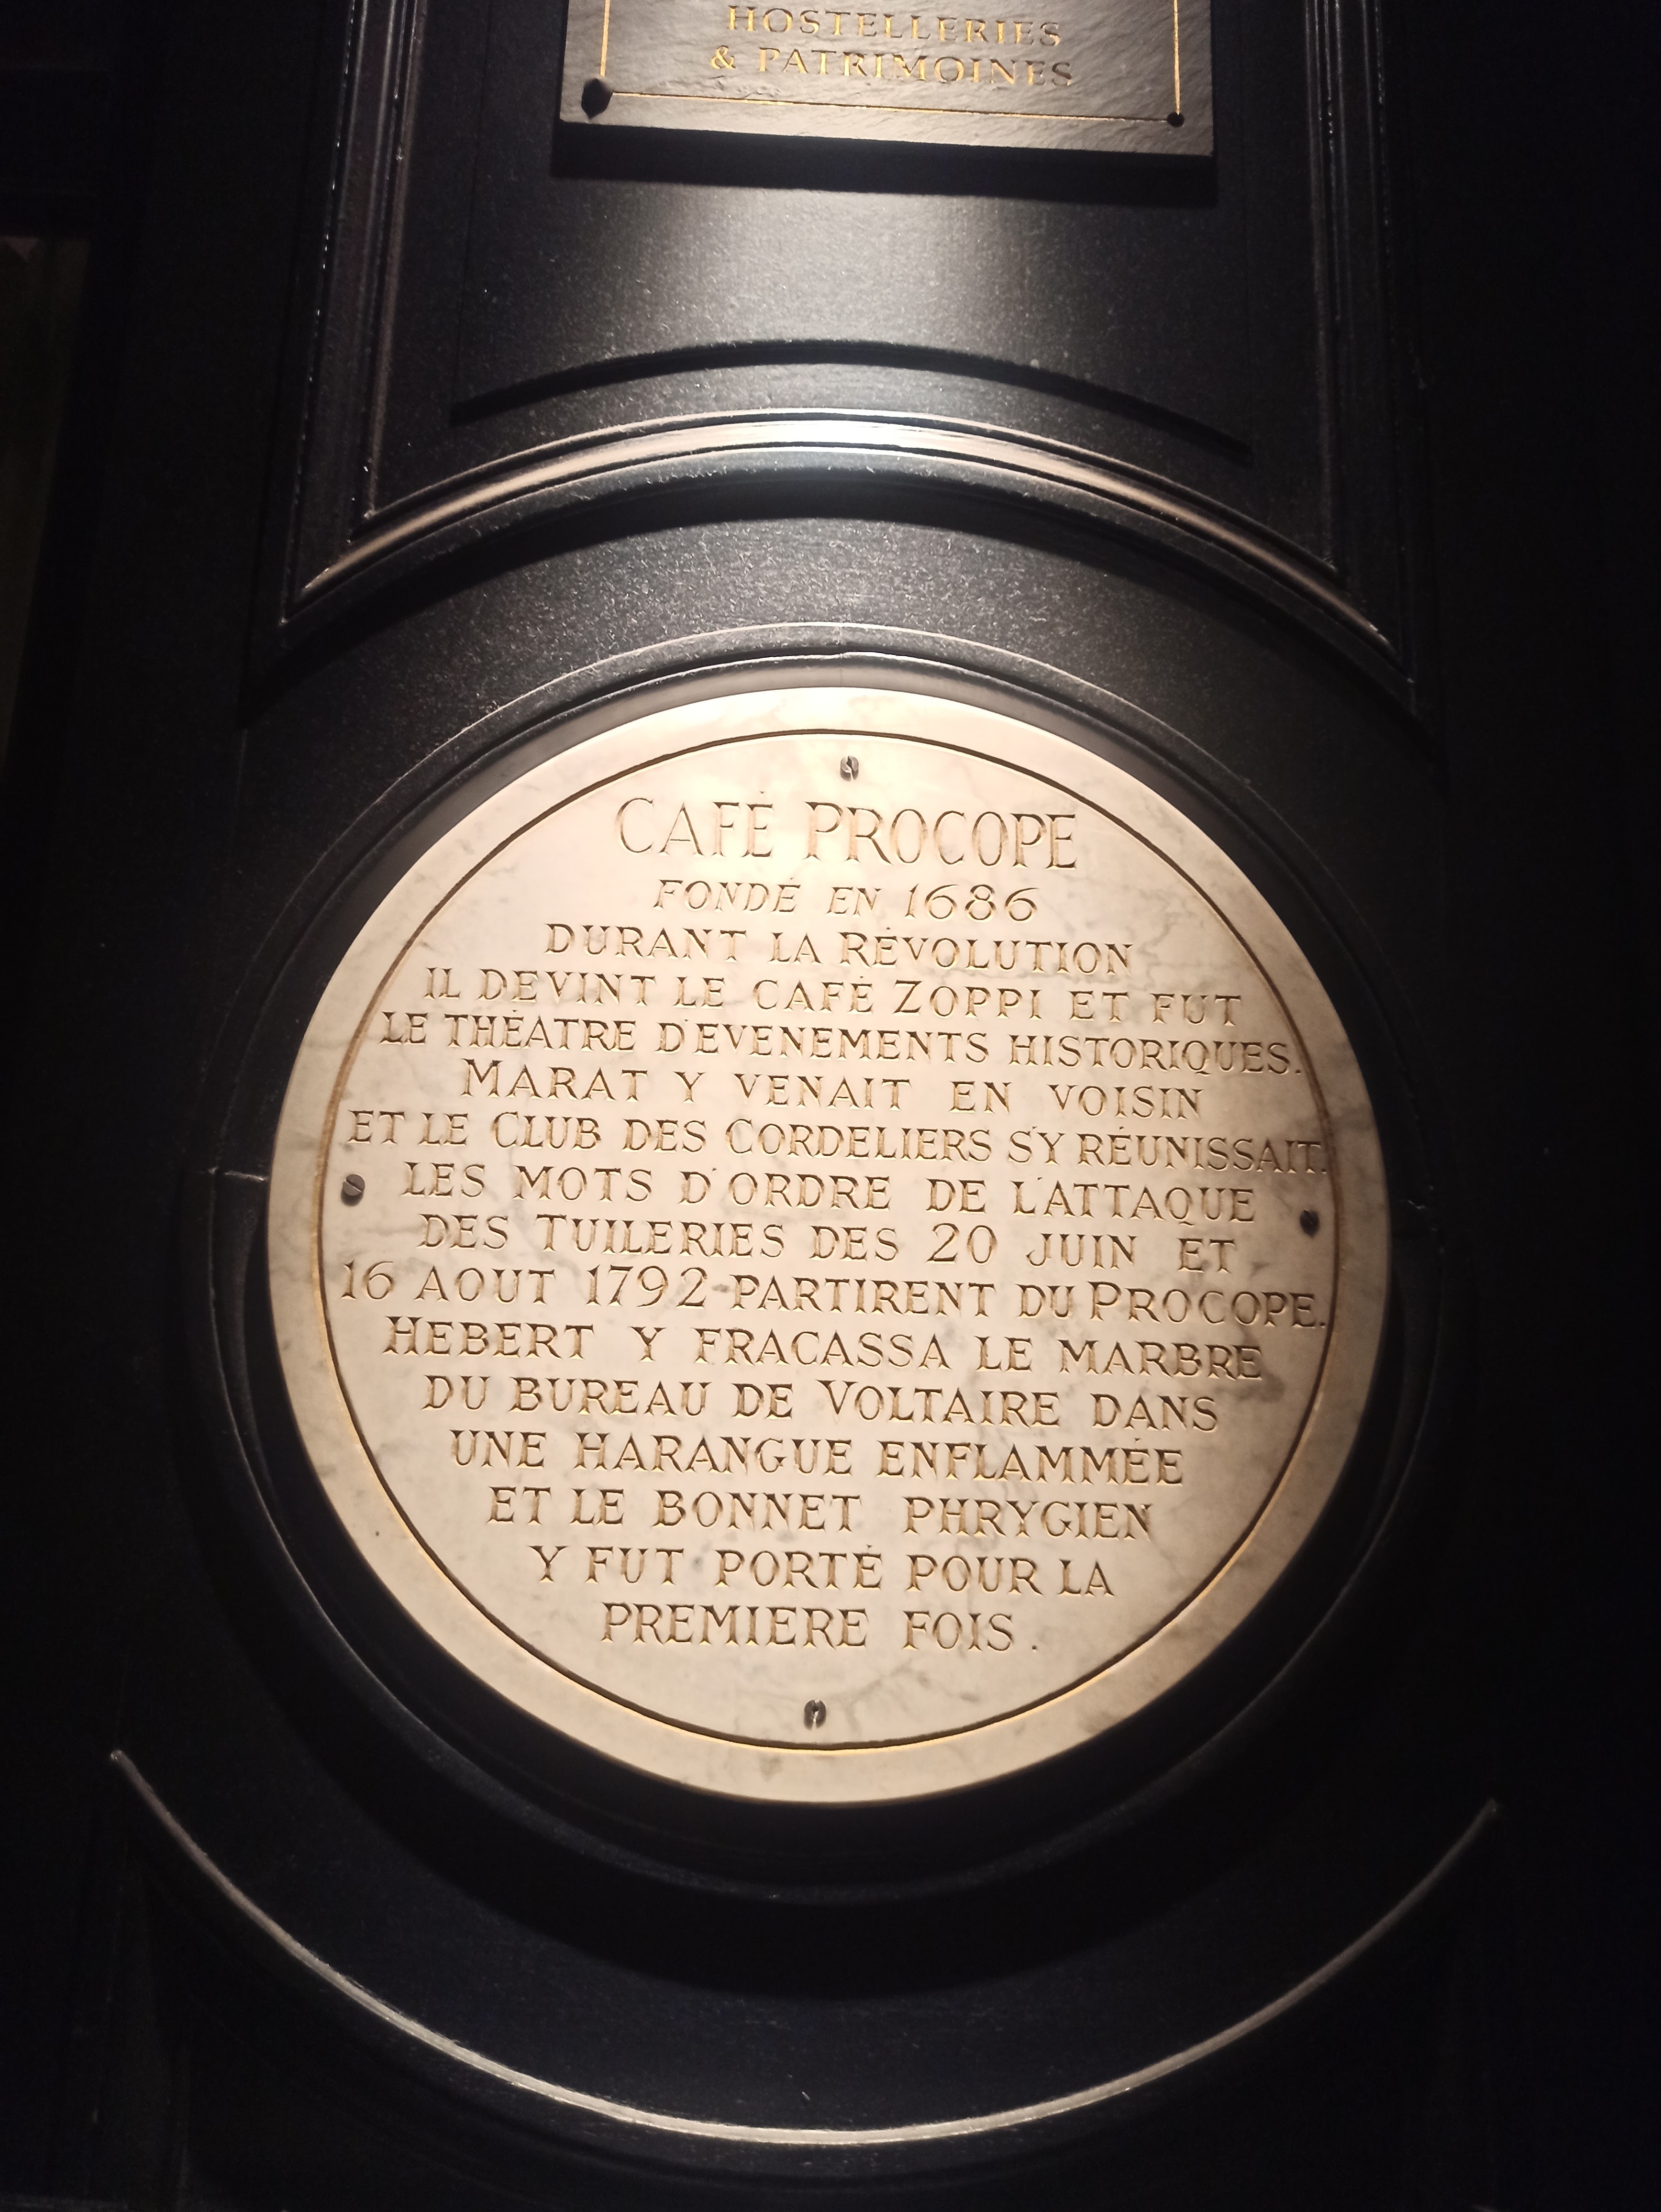 HOSTELLERIES
& PATRIMOINES
CAFÉ PROCOPE
FONDÉ EN 1686
DURANT LA RÉVOLUTION
IL DEVINT LE CAFÉ ZOPPI ET FUT
LE THÉATRE D'EVENEMENTS HISTORIQUES.
MARAT Y VENAIT EN VOISIN
ET LE CLUB DES CORDELIERS S'Y RÉUNISSAIT.
LES MOTS D'ORDRE DE L'ATTAQUE
DES TUILERIES DES 20 JUIN ET
16 AOUT 1792 PARTIRENT DU PROCOPE.
HEBERT Y FRACASSA LE MARBRE
DU BUREAU DE VOLTAIRE DANS
UNE HARANGUE ENFLAMMÉE
ET LE BONNET PHRYGIEN
Y FUT PORTÉ POUR LA
PREMIERE FOIS.